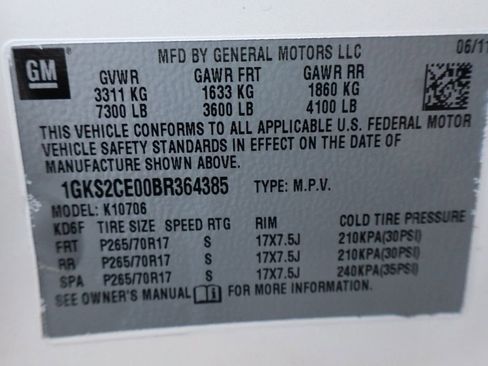 GM
MFD BY GENERAL MOTORS LLC 06/11
GVWR GAWR FRT GAWR RR
3311 KG 1633 KG 1860 KG
7300 LB 3600 LB 4100 LB
THIS VEHICLE CONFORMS TO ALL APPLICABLE U.S. FEDERAL MOTOR
VEHICLE SAFETY STANDARDS IN EFFECT ON THE DATE OF
MANUFACTURE SHOWN ABOVE.
1GKS2CE00BR364385 TYPE: M.P.V.
MODEL: K10706
KD6F TIRE SIZE SPEED RTG RIM COLD TIRE PRESSURE
FRT P265/70R17 S 17X7.5J 210KPA(30PSI)
RR P265/70R17 S 17X7.5J 210KPA(30PSI)
SPA P265/70R17 S 17X7.5J 240KPA(35PSI)
SEE OWNER'S MANUAL FOR MORE INFORMATION.